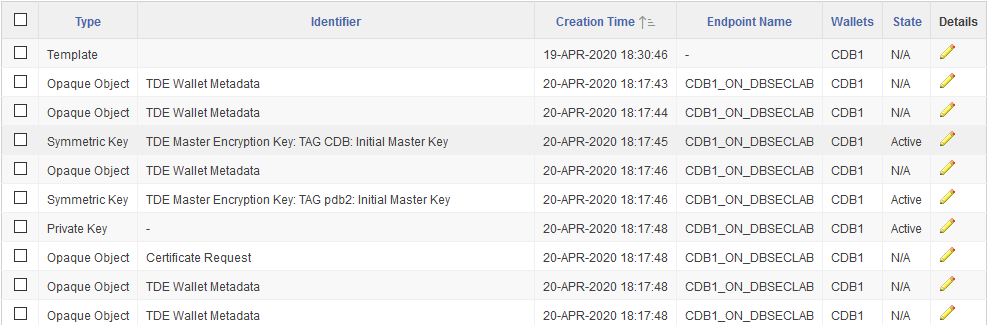 Type Identifier Creation Time Endpoint Name Wallets State Details
Template 19-APR-2020 18:30:46 - CDB1 N/A
Opaque Object TDE Wallet Metadata 20-APR-2020 18:17:43 CDB1_ON_DBSECLAB CDB1 N/A
Opaque Object TDE Wallet Metadata 20-APR-2020 18:17:44 CDB1_ON_DBSECLAB CDB1 N/A
Symmetric Key TDE Master Encryption Key: TAG CDB: Initial Master Key 20-APR-2020 18:17:45 CDB1_ON_DBSECLAB CDB1 Active
Opaque Object TDE Wallet Metadata 20-APR-2020 18:17:46 CDB1_ON_DBSECLAB CDB1 N/A
Symmetric Key TDE Master Encryption Key: TAG pdb2: Initial Master Key 20-APR-2020 18:17:46 CDB1_ON_DBSECLAB CDB1 Active
Private Key - 20-APR-2020 18:17:48 CDB1_ON_DBSECLAB CDB1 Active
Opaque Object Certificate Request 20-APR-2020 18:17:48 CDB1_ON_DBSECLAB CDB1 N/A
Opaque Object TDE Wallet Metadata 20-APR-2020 18:17:48 CDB1_ON_DBSECLAB CDB1 N/A
Opaque Object TDE Wallet Metadata 20-APR-2020 18:17:48 CDB1_ON_DBSECLAB CDB1 N/A